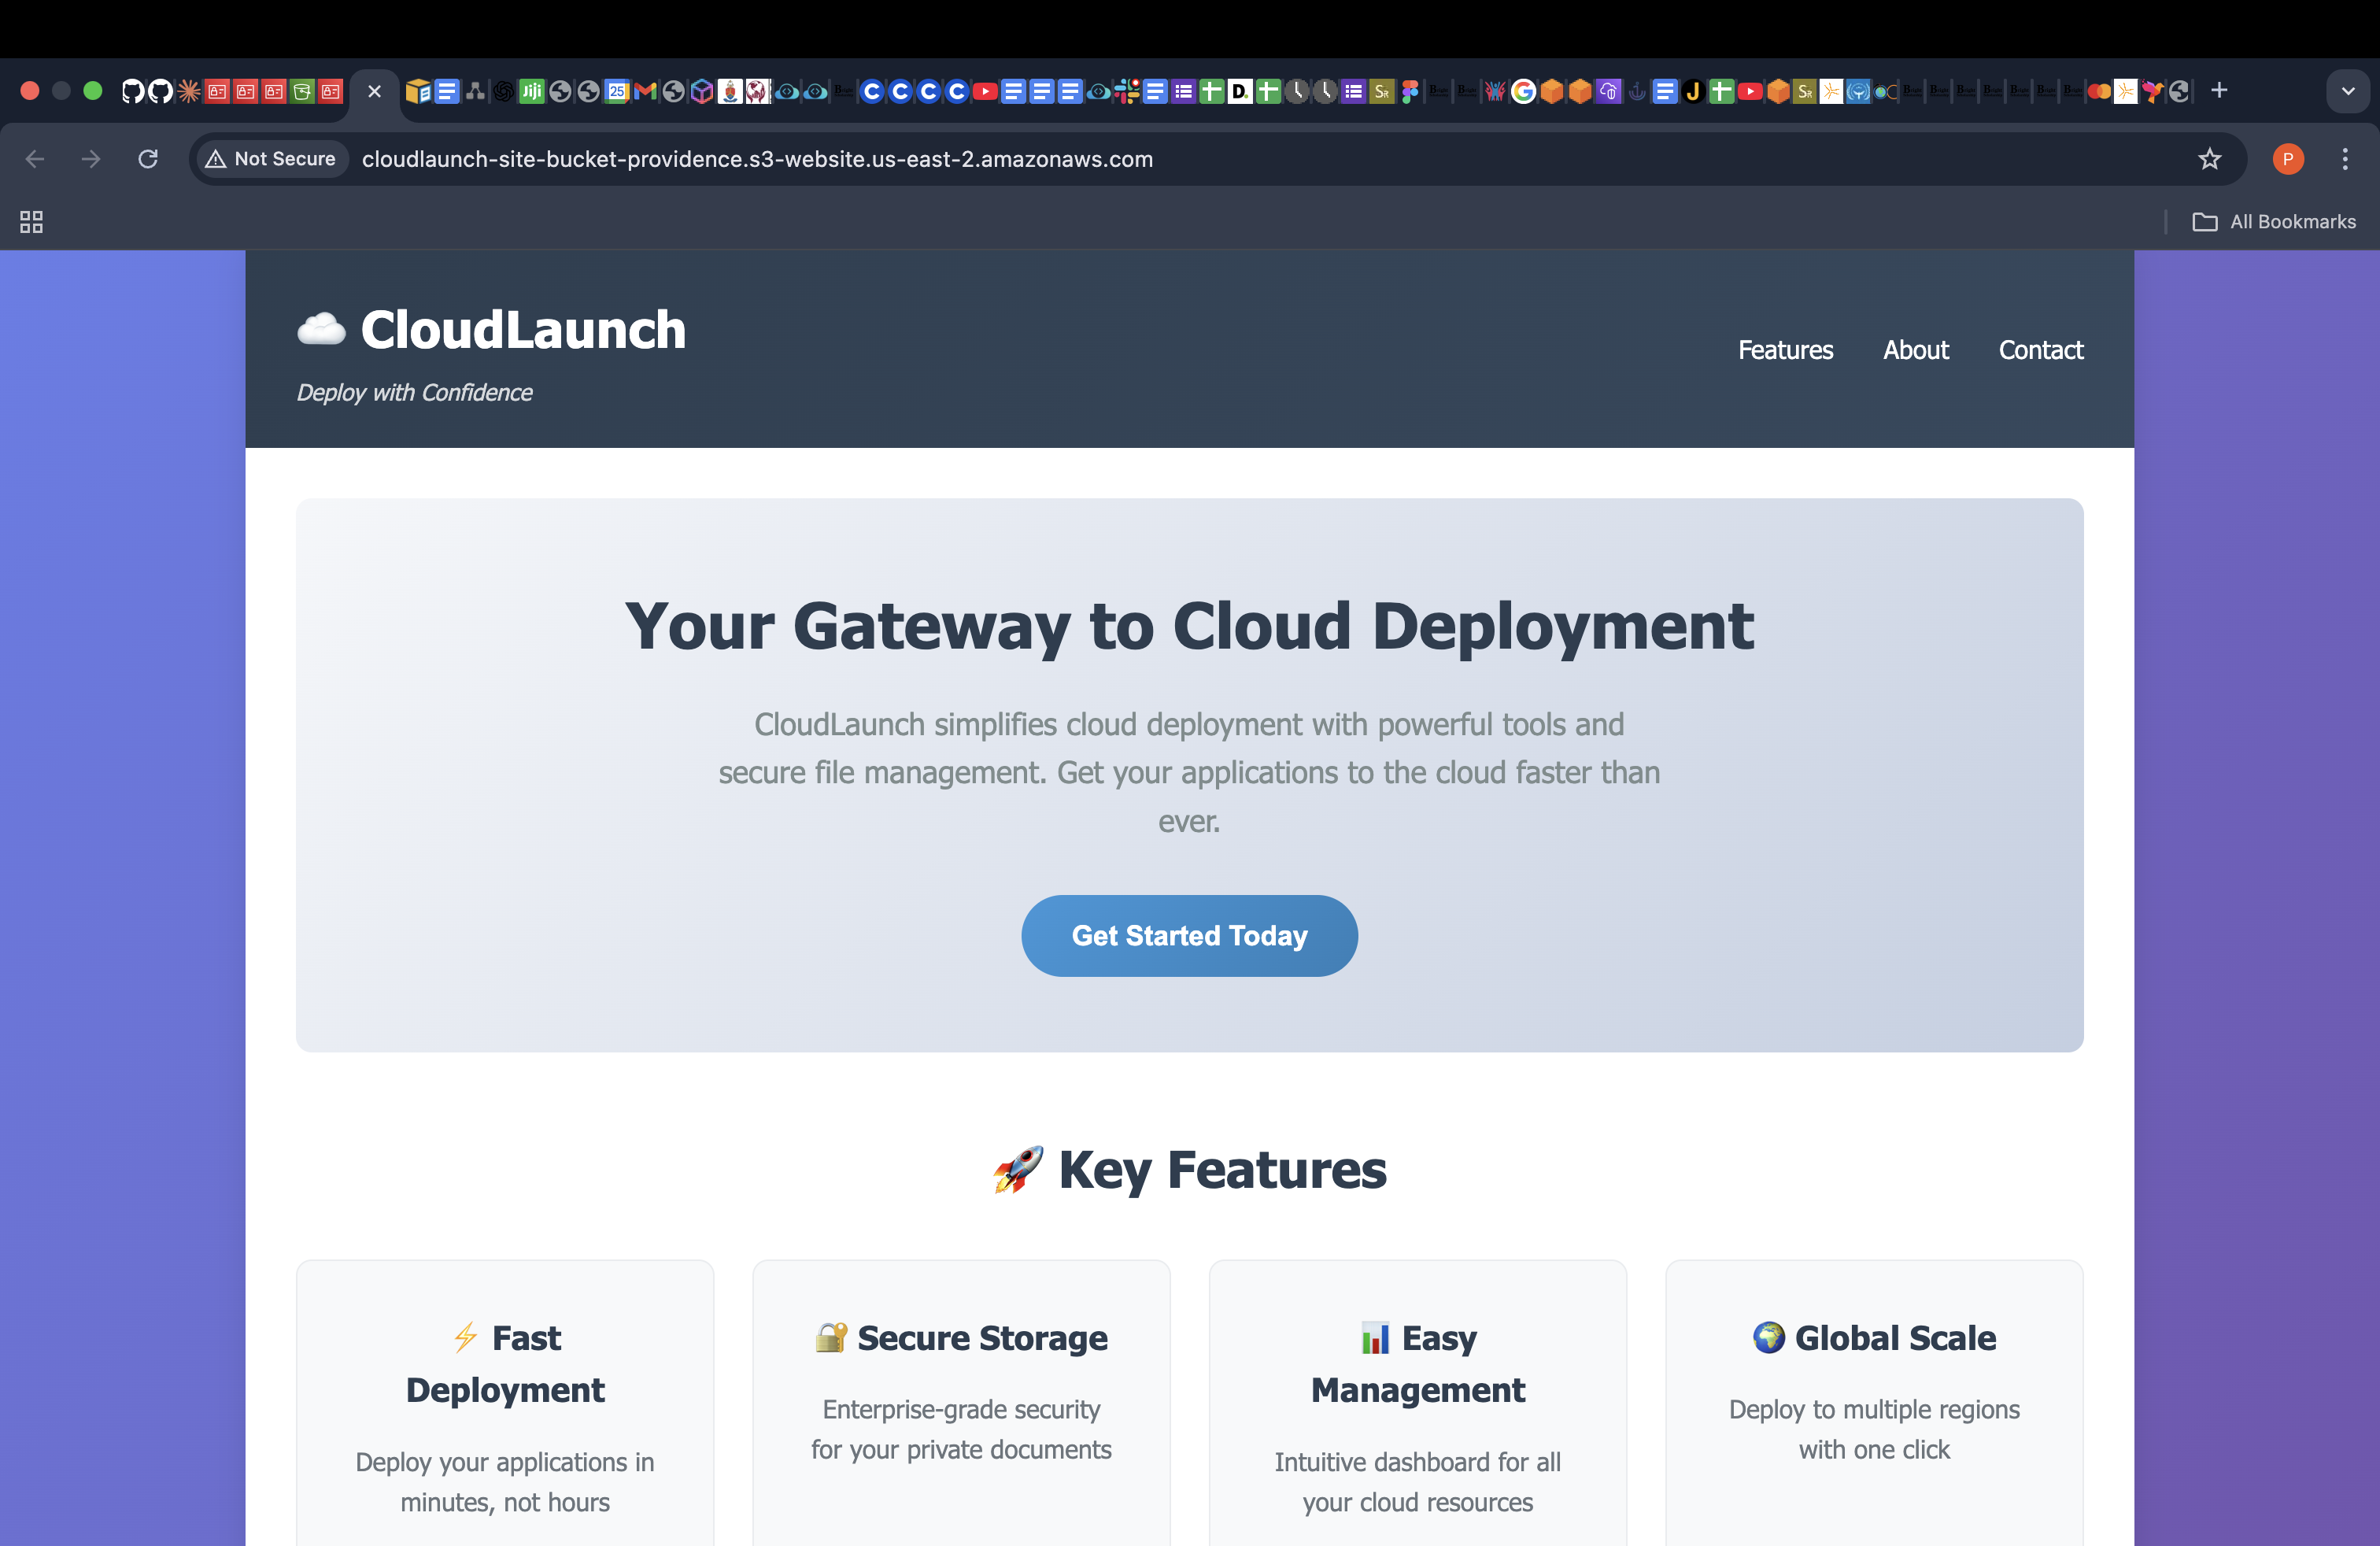 Jiji
25
D.
SR
SR
J
Not Secure
cloudlaunch-site-bucket-providence.s3-website.us-east-2.amazonaws.com
P
All Bookmarks
CloudLaunch
Deploy with Confidence
Features
About
Contact
Your Gateway to Cloud Deployment
CloudLaunch simplifies cloud deployment with powerful tools and
secure file management. Get your applications to the cloud faster than
ever.
Get Started Today
Key Features
Fast
Deployment
Deploy your applications in
minutes, not hours
Secure Storage
Enterprise-grade security
for your private documents
Easy
Management
Intuitive dashboard for all
your cloud resources
Global Scale
Deploy to multiple regions
with one click